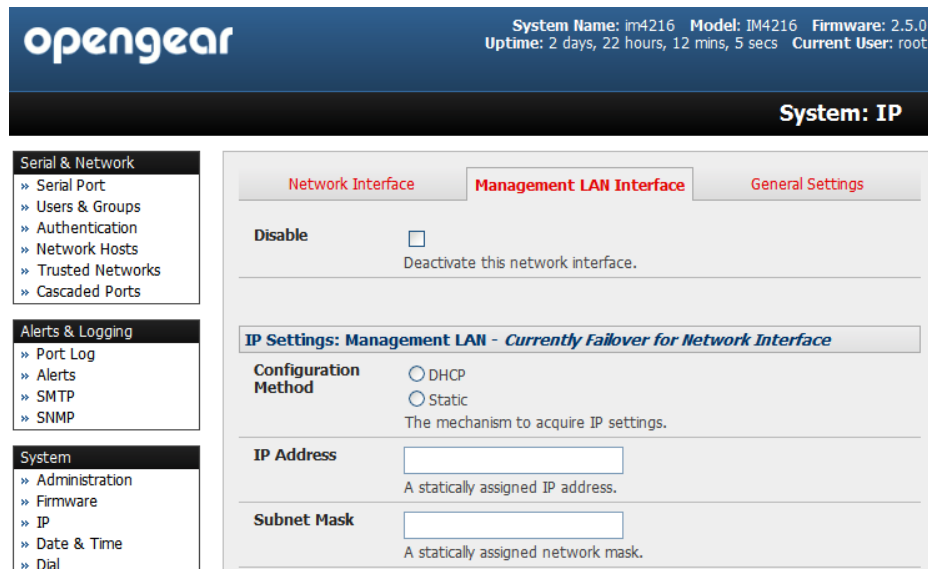 opengear
System Name: im4216 Model: IM4216 Firmware: 2.5.0
Uptime: 2 days, 22 hours, 12 mins, 5 secs Current User: root
System: IP
Serial & Network
» Serial Port
» Users & Groups
» Authentication
» Network Hosts
» Trusted Networks
» Cascaded Ports
Alerts & Logging
» Port Log
» Alerts
» SMTP
» SNMP
System
» Administration
» Firmware
» IP
» Date & Time
» Dial
Network Interface
Management LAN Interface
General Settings
Disable
Deactivate this network interface.
IP Settings: Management LAN - Currently Failover for Network Interface
Configuration
Method
DHCP
Static
The mechanism to acquire IP settings.
IP Address
A statically assigned IP address.
Subnet Mask
A statically assigned network mask.